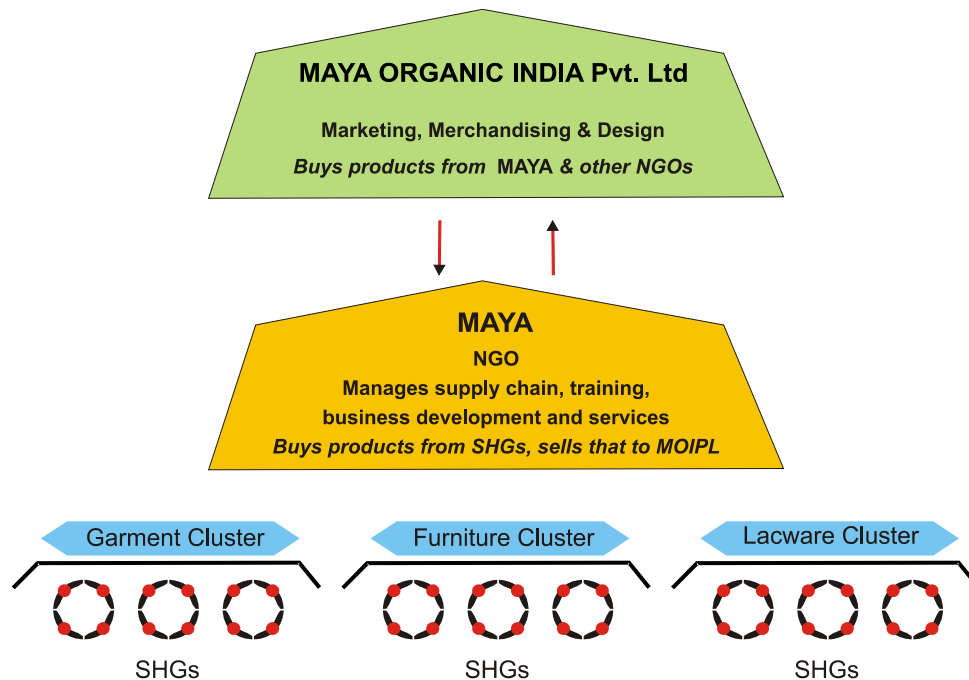 MAYA ORGANIC INDIA Pvt. Ltd
Marketing, Merchandising & Design
Buys products from MAYA & other NGOs
MAYA
NGO
Manages supply chain, training,
business development and services
Buys products from SHGs, sells that to MOIPL
Garment Cluster
Furniture Cluster
Lacware Cluster
SHGs
SHGs
SHGs